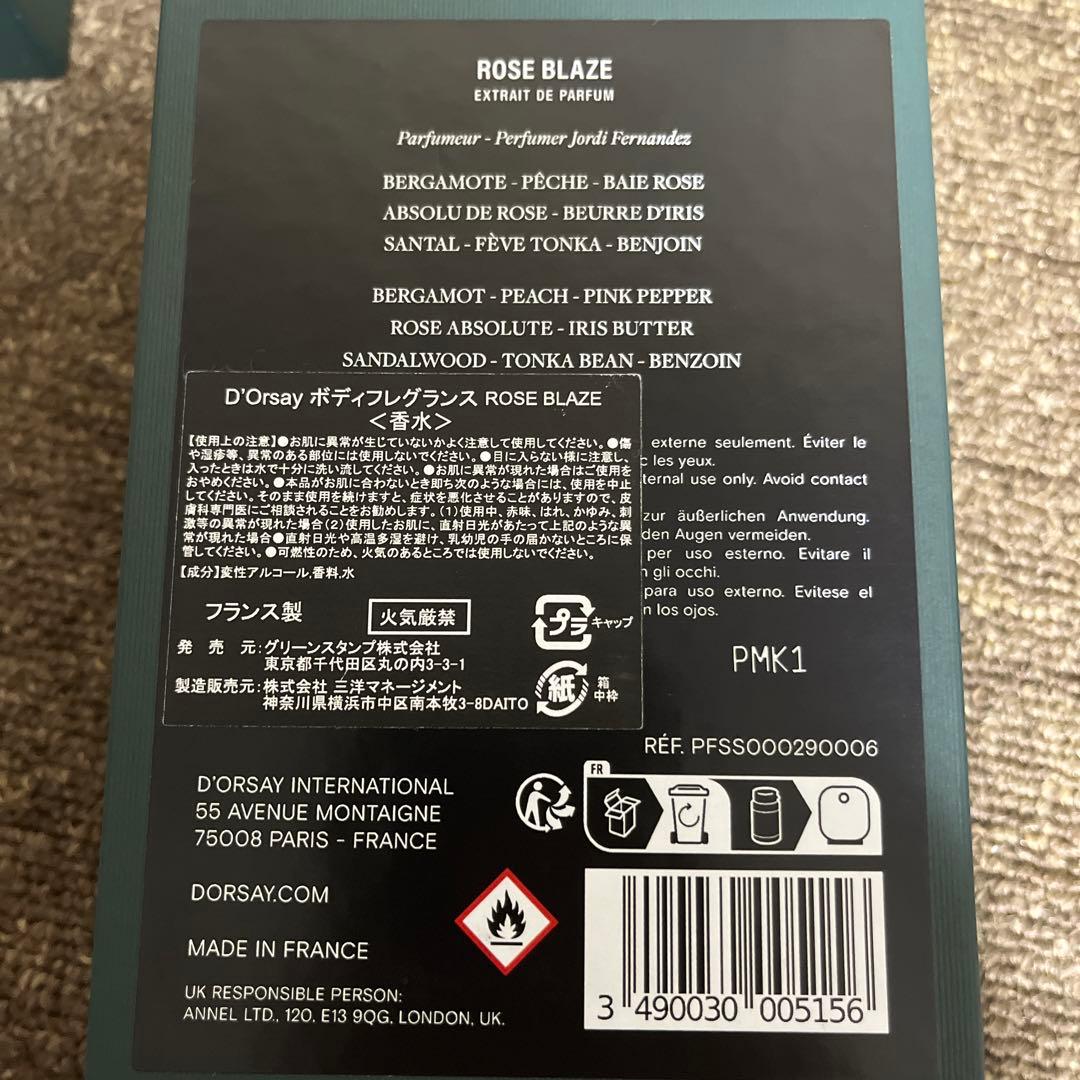 ROSE BLAZE
EXTRAIT DE PARFUM
Parfumeur - Perfumer Jordi Fernandez
BERGAMOTE - PÊCHE - BAIE ROSE
ABSOLU DE ROSE - BEURRE D'IRIS
SANTAL - FÈVE TONKA - BENJOIN
BERGAMOT - PEACH - PINK PEPPER
ROSE ABSOLUTE - IRIS BUTTER
SANDALWOOD - TONKA BEAN - BENZOIN
D'Orsay ボディフレグランス ROSE BLAZE
＜香水＞
【使用上の注意】●お肌に異常が生じていないかよく注意して使用してください。●傷
や湿疹等、異常のある部位には使用しないでください。●目に入らない様に注意し、
入ったときは水で十分に洗い流してください。●お肌に異常が現れた場合はご使用を
おやめください。●本品がお肌に合わないとき即ち次のような場合には、使用を中止
してください。そのまま使用を続けますと、症状を悪化させることがありますので、皮
膚科専門医にご相談されることをお勧めします。(1)使用中、赤味、はれ、かゆみ、刺
激等の異常が現れた場合(2)使用したお肌に、直射日光があたって上記のような異
常が現れた場合●直射日光や高温多湿を避け、乳幼児の手の届かないところに保
管してください。●可燃性のため、火気のあるところでは使用しないでください。
【成分】変性アルコール,香料,水
フランス製
火気厳禁
プラ
キャップ
発 売 元:グリーンスタンプ株式会社
東京都千代田区丸の内3-3-1
製造販売元:株式会社 三洋マネージメント
神奈川県横浜市中区南本牧3-8DAITO
紙
箱
中枠
externe seulement. Éviter le
c les yeux.
ternal use only. Avoid contact
zur äußerlichen Anwendung.
den Augen vermeiden.
per uso esterno. Evitare il
n gli occhi.
para uso externo. Evitese el
n los ojos.
PMK1
RÉF. PFSS000290006
D'ORSAY INTERNATIONAL
55 AVENUE MONTAIGNE
75008 PARIS - FRANCE
FR
DORSAY.COM
MADE IN FRANCE
UK RESPONSIBLE PERSON:
ANNEL LTD., 120, E13 9QG, LONDON, UK.
3 490030 005156